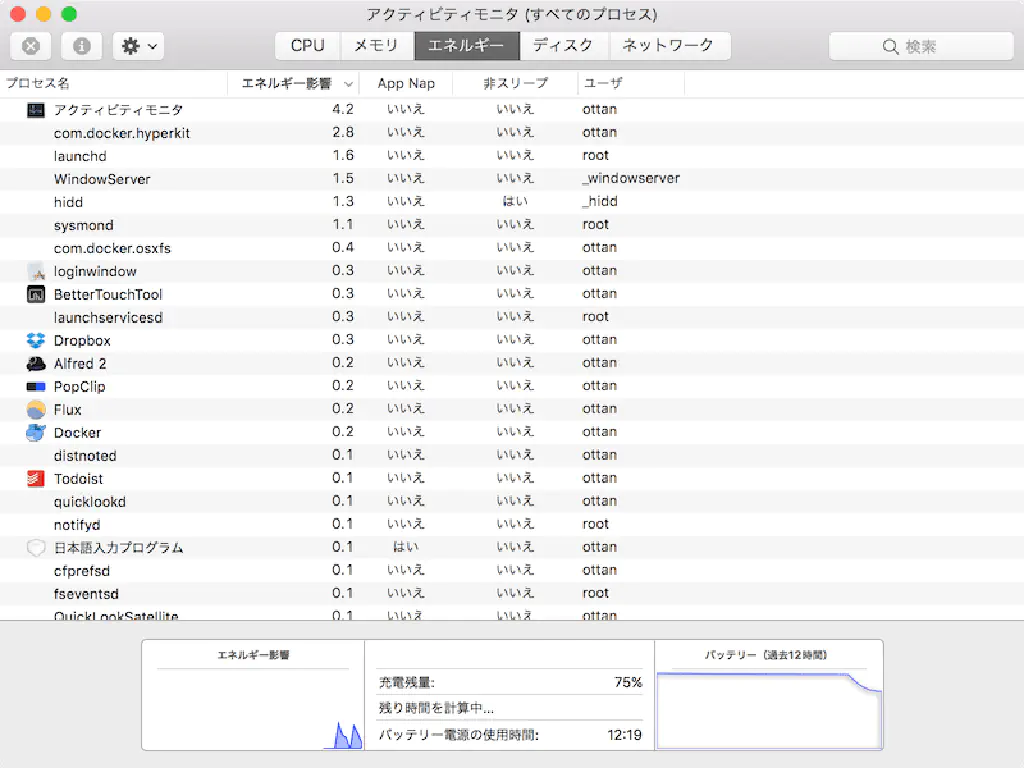 アクティビティモニタ (すべてのプロセス)
CPU メモリ エネルギー ディスク ネットワーク 検索
プロセス名 エネルギー影響 App Nap 非スリープ ユーザ
アクティビティモニタ 4.2 いいえ いいえ ottan
com.docker.hyperkit 2.8 いいえ いいえ ottan
launchd 1.6 いいえ いいえ root
WindowServer 1.5 いいえ いいえ _windowserver
hidd 1.3 いいえ はい _hidd
sysmond 1.1 いいえ いいえ root
com.docker.osxfs 0.4 いいえ いいえ ottan
loginwindow 0.3 いいえ いいえ ottan
BetterTouchTool 0.3 いいえ いいえ ottan
launchservicesd 0.3 いいえ いいえ root
Dropbox 0.3 いいえ いいえ ottan
Alfred 2 0.2 いいえ いいえ ottan
PopClip 0.2 いいえ いいえ ottan
Flux 0.2 いいえ いいえ ottan
Docker 0.2 いいえ いいえ ottan
distnoted 0.1 いいえ いいえ ottan
Todoist 0.1 いいえ いいえ ottan
quicklookd 0.1 いいえ いいえ ottan
notifyd 0.1 いいえ いいえ root
日本語入力プログラム 0.1 はい いいえ ottan
cfprefsd 0.1 いいえ いいえ ottan
fseventsd 0.1 いいえ いいえ root
QuickLookSatellite 0.1 いいえ いいえ ottan
エネルギー影響
充電残量: 75%
残り時間を計算中...
バッテリー電源の使用時間: 12:19
バッテリー（過去12時間）